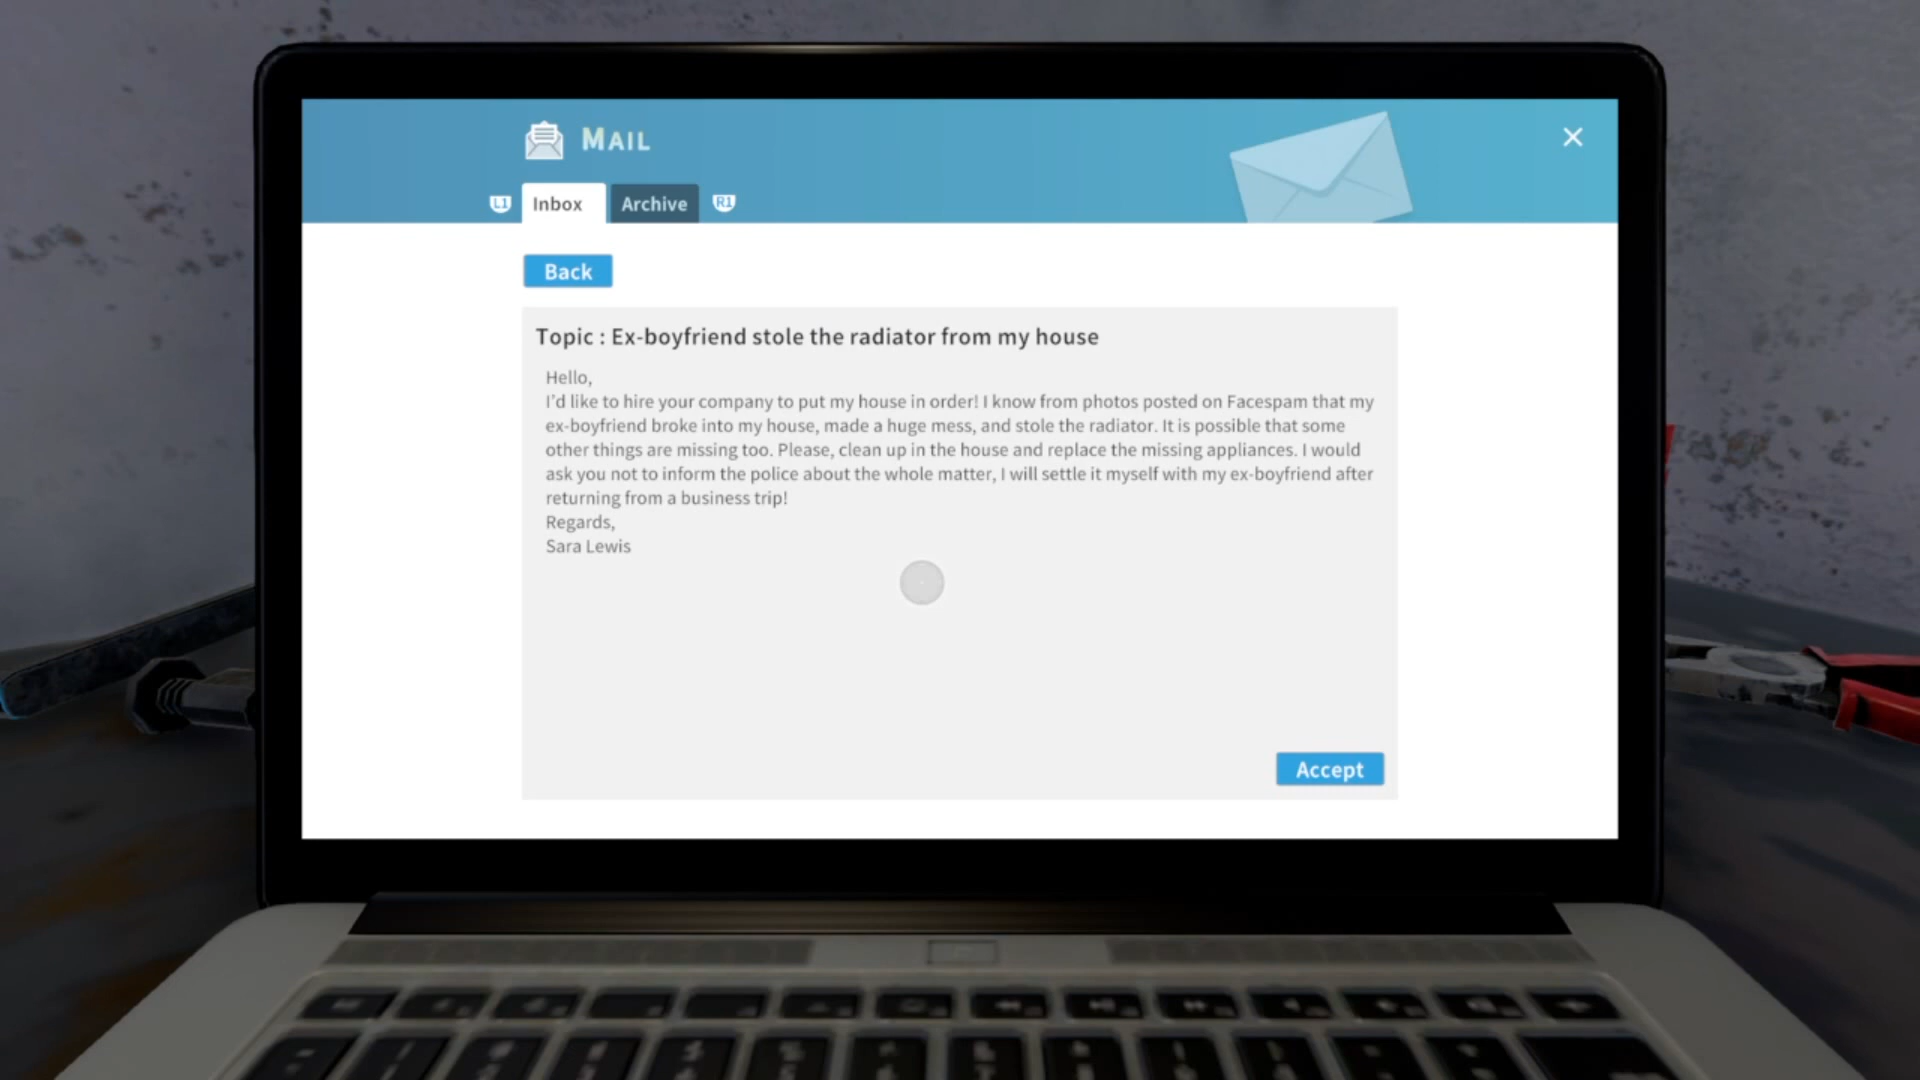 MAIL
L1 Inbox Archive R1
Back
Topic : Ex-boyfriend stole the radiator from my house
Hello,
I'd like to hire your company to put my house in order! I know from photos posted on Facespam that my
ex-boyfriend broke into my house, made a huge mess, and stole the radiator. It is possible that some
other things are missing too. Please, clean up in the house and replace the missing appliances. I would
ask you not to inform the police about the whole matter, I will settle it myself with my ex-boyfriend after
returning from a business trip!
Regards,
Sara Lewis
Accept